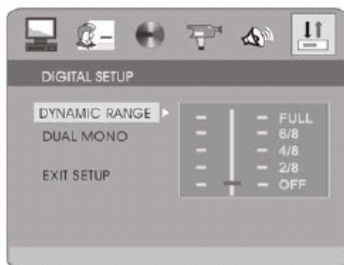 DIGITAL SETUP
DYNAMIC RANGE
DUAL MONO
EXIT SETUP
FULL
6/8
4/8
2/8
OFF